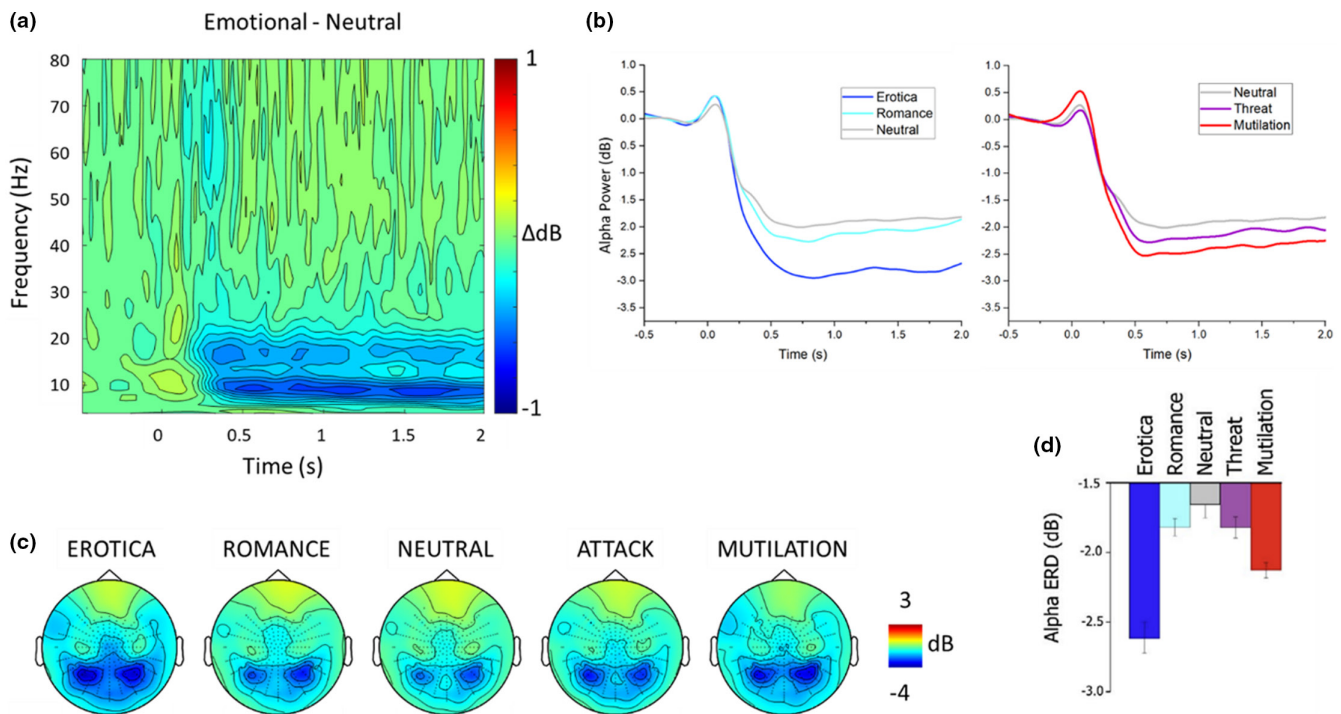 (a)
Emotional - Neutral
80
70
60
50
40
30
20
10
Frequency (Hz)
0
0.5
1
1.5
2
Time (s)
1
ΔdB
-1
(b)
1.0
0.5
0.0
-0.5
-1.0
-1.5
-2.0
-2.5
-3.0
-3.5
Alpha Power (dB)
Erotica
Romance
Neutral
-0.5
0.0
0.5
1.0
1.5
2.0
Time (s)
1.0
0.5
0.0
-0.5
-1.0
-1.5
-2.0
-2.5
-3.0
-3.5
Neutral
Threat
Mutilation
-0.5
0.0
0.5
1.0
1.5
2.0
Time (s)
(c)
EROTICA
ROMANCE
NEUTRAL
ATTACK
MUTILATION
3
dB
-4
(d)
Erotica
Romance
Neutral
Threat
Mutilation
-1.5
-2.0
-2.5
-3.0
Alpha ERD (dB)